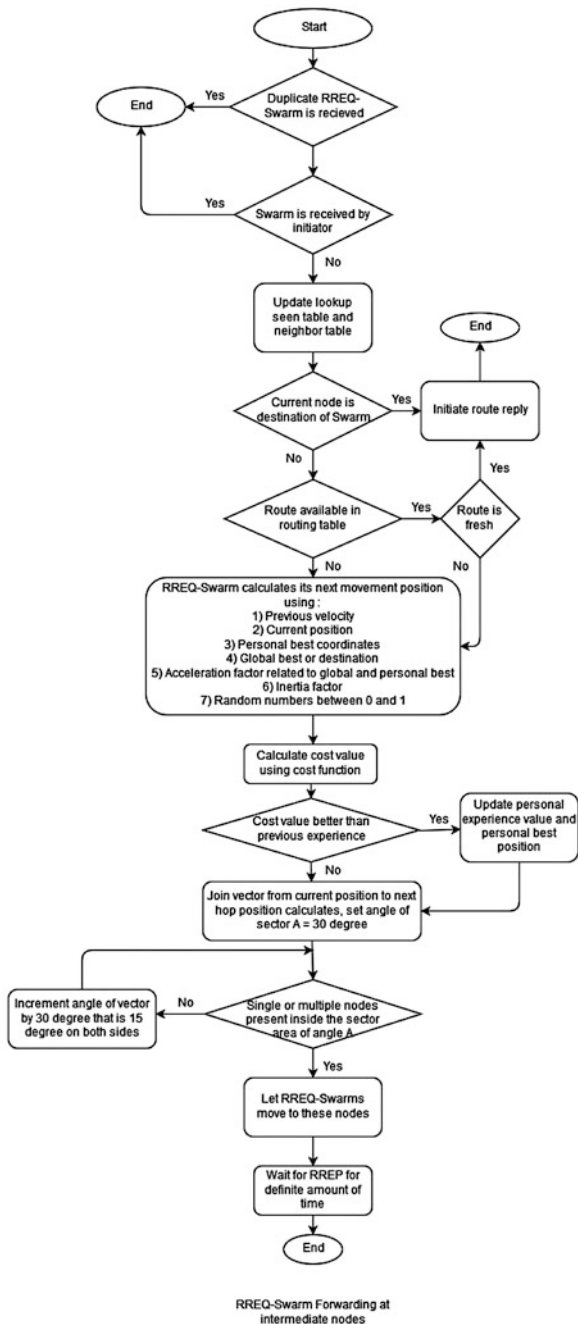 Start
Duplicate RREQ-
Swarm is recieved
Yes
End
Swarm is received by
initiator
Yes
No
Update lookup
seen table and
neighbor table
End
Current node is
destination of Swarm
Yes
Initiate route reply
No
Yes
Route available in
routing table
Yes
Route is
fresh
No
No
RREQ-Swarm calculates its next movement position
using :
1) Previous velocity
2) Current position
3) Personal best coordinates
4) Global best or destination
5) Acceleration factor related to global and personal best
6) Inertia factor
7) Random numbers between 0 and 1
Calculate cost value
using cost function
Cost value better than
previous experience
Yes
Update personal
experience value and
personal best
position
No
Join vector from current position to next
hop position calculates, set angle of
sector A = 30 degree
Increment angle of vector
by 30 degree that is 15
degree on both sides
No
Single or multiple nodes
present inside the sector
area of angle A
Yes
Let RREQ-Swarms
move to these nodes
Wait for RREP for
definite amount of
time
End
RREQ-Swarm Forwarding at
intermediate nodes